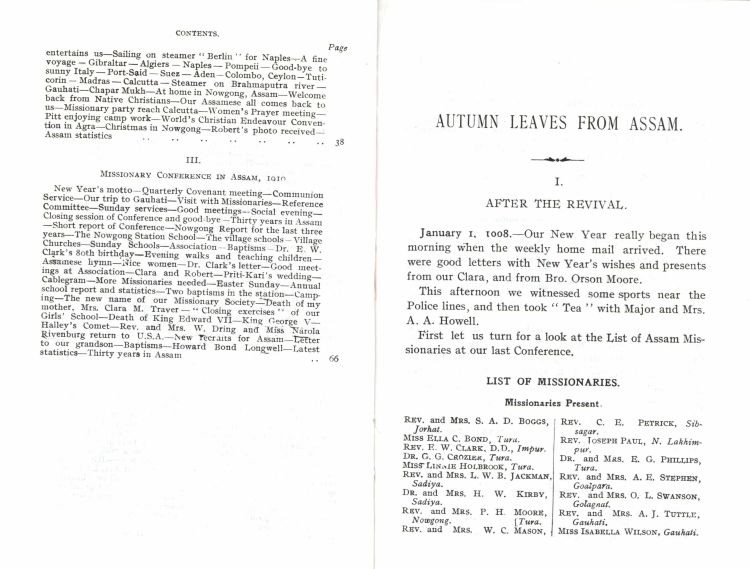 CONTENTS.
Page
entertains us—Sailing on steamer "Berlin" for Naples—A fine
voyage — Gibraltar — Algiers — Naples — Pompeii — Good-bye to
sunny Italy — Port-Said — Suez — Aden — Colombo, Ceylon — Tuti-
corin — Madras — Calcutta — Steamer on Brahmaputra river —
Gauhati—Chapar Mukh—At home in Nowgong, Assam—Welcome
back from Native Christians—Our Assamese all comes back to
us—Missionary party reach Calcutta—Women's Prayer meeting—
Pitt enjoying camp work—World's Christian Endeavour Conven-
tion in Agra—Christmas in Nowgong—Robert's photo received—
Assam statistics .. .. .. .. .. .. .. 38
III.
MISSIONARY CONFERENCE IN ASSAM, 1910
New Year's motto—Quarterly Covenant meeting—Communion
Service—Our trip to Gauhati—Visit with Missionaries—Reference
Committee—Sunday services—Good meetings—Social evening—
Closing session of Conference and good-bye—Thirty years in Assam
—Short report of Conference—Nowgong Report for the last three
years—The Nowgong Station School—The village schools—Village
Churches—Sunday Schools—Association—Baptisms—Dr. E. W.
Clark's 80th birthday—Evening walks and teaching children—
Assamese hymn—Nice women—Dr. Clark's letter—Good meet-
ings at Association—Clara and Robert—Priti-Kari's wedding—
Cablegram—More Missionaries needed—Easter Sunday—Annual
school report and statistics—Two baptisms in the station—Camp-
ing—The new name of our Missionary Society—Death of my
mother, Mrs. Clara M. Traver—"Closing exercises" of our
Girls' School—Death of King Edward VII—King George V—
Halley's Comet—Rev. and Mrs. W. Dring and Miss Narola
Rivenburg return to U.S.A.—New recruits for Assam—Letter
to our grandson—Baptisms—Howard Bond Longwell—Latest
statistics—Thirty years in Assam .. 66
AUTUMN LEAVES FROM ASSAM.
I.
AFTER THE REVIVAL.
January 1, 1908.—Our New Year really began this
morning when the weekly home mail arrived. There
were good letters with New Year's wishes and presents
from our Clara, and from Bro. Orson Moore.
This afternoon we witnessed some sports near the
Police lines, and then took "Tea" with Major and Mrs.
A. A. Howell.
First let us turn for a look at the List of Assam Mis-
sionaries at our last Conference.
LIST OF MISSIONARIES.
Missionaries Present.
REV. and MRS. S. A. D. BOGGS,
Jorhat.
MISS ELLA C. BOND, Tura.
REV. E. W. CLARK, D.D., Impur.
DR. G. G. CROZIER, Tura.
MISS LINNIE HOLBROOK, Tura.
REV. and MRS. L. W. B. JACKMAN,
Sadiya.
DR. and MRS. H. W. KIRBY,
Sadiya.
REV. and MRS. P. H. MOORE,
Nowgong. [Tura.
REV. and MRS. W. C. MASON,
REV. C. E. PETRICK, Sib-
sagar.
REV. JOSEPH PAUL, N. Lakhim-
pur.
DR. and MRS. E. G. PHILLIPS,
Tura.
REV. and MRS. A. E. STEPHEN,
Goalpara.
REV. and MRS. O. L. SWANSON,
Golagnat.
REV. and MRS. A. J. TUTTLE,
Gauhati.
MISS ISABELLA WILSON, Gauhati.